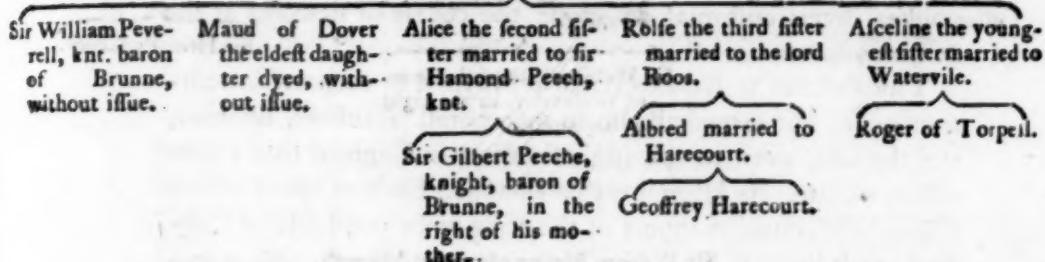 Sir William Peve-
rell, knt. baron
of Brunne,
without issue.
Maud of Dover
the eldest daugh-
ter dyed, with-
out issue.
Alice the second sis-
ter married to sir
Hamond Peech,
knt.
Sir Gilbert Peeche,
knight, baron of
Brunne, in the
right of his mo-
ther.
Rolse the third sister
married to the lord
Roos.
Albred married to
Harecourt.
Geoffrey Harecourt.
Asceline the young-
est sister married to
Watervile.
Roger of Torpeil.